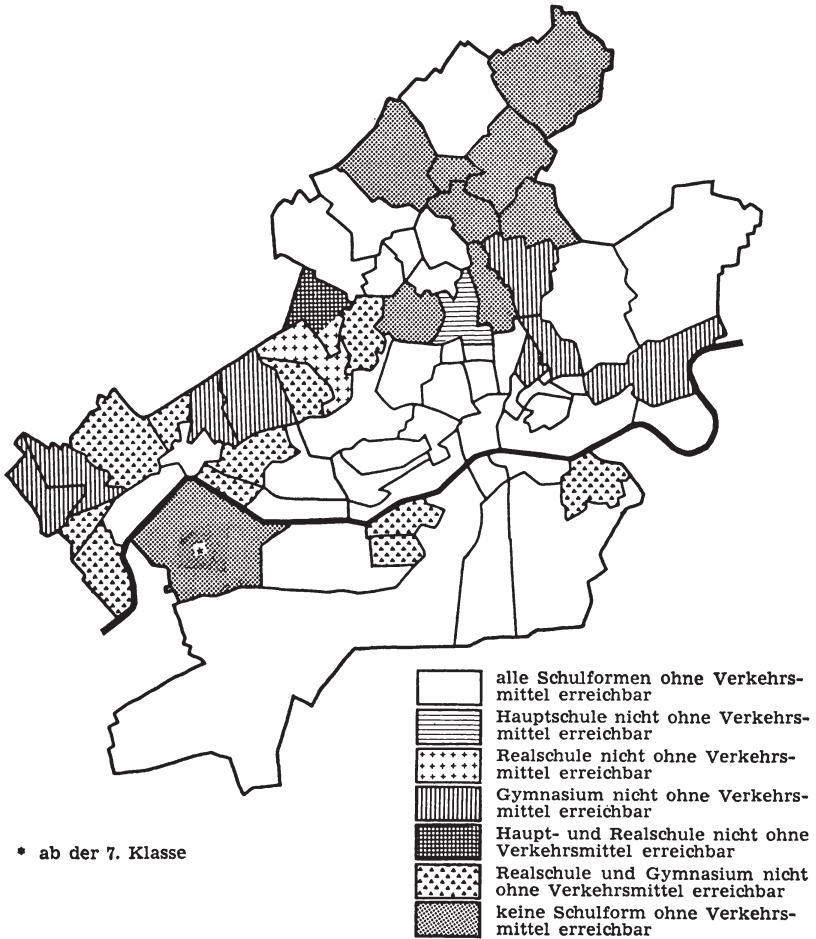 alle Schulformen ohne Verkehrs-
mittel erreichbar
Hauptschule nicht ohne Verkehrs-
mittel erreichbar
Realschule nicht ohne Verkehrs-
mittel erreichbar
Gymnasium nicht ohne Verkehrs-
mittel erreichbar
Haupt- und Realschule nicht ohne
Verkehrsmittel erreichbar
Realschule und Gymnasium nicht
ohne Verkehrsmittel erreichbar
keine Schulform ohne Verkehrs-
mittel erreichbar
* ab der 7. Klasse